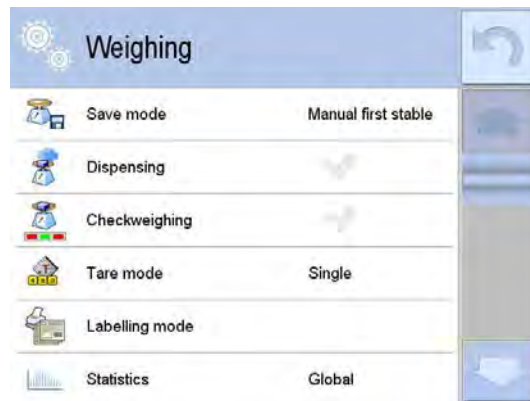 Weighing
Save mode Manual first stable
Dispensing
Checkweighing
Tare mode Single
Labelling mode
Statistics Global